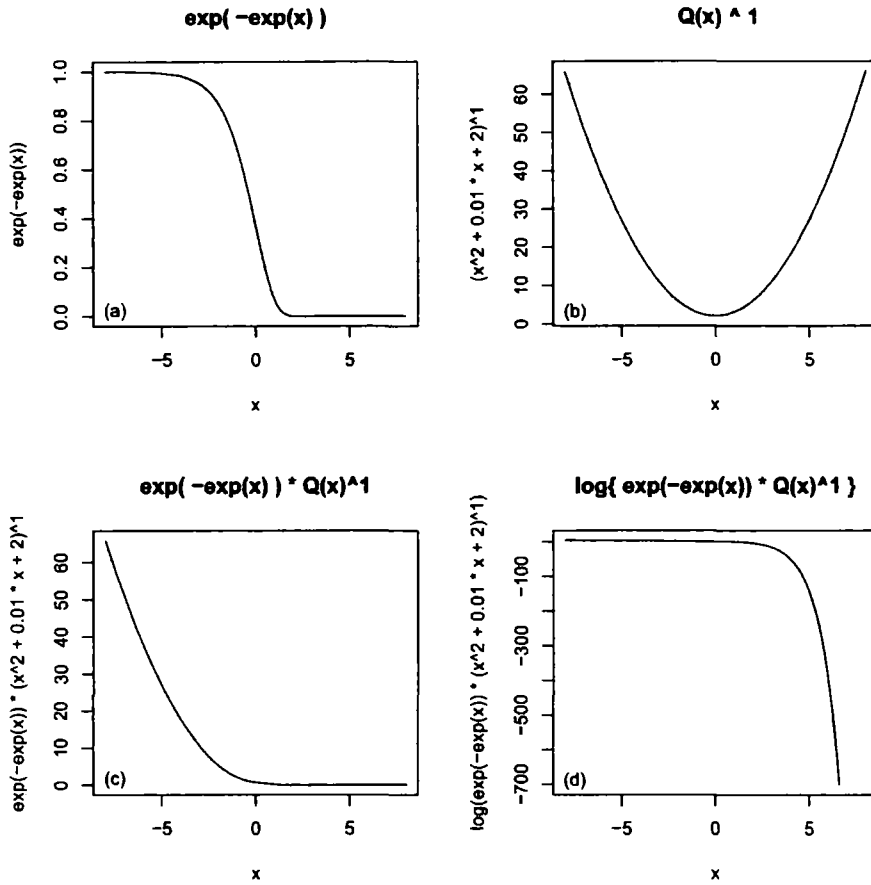 exp( −exp(x) )
exp(−exp(x))
1.0
0.8
0.6
0.4
0.2
0.0
(a)
−5
0
5
x
Q(x) ^ 1
(x^2 + 0.01 * x + 2)^1
60
50
40
30
20
10
0
(b)
−5
0
5
x
exp( −exp(x) ) * Q(x)^1
exp(−exp(x)) * (x^2 + 0.01 * x + 2)^1
60
50
40
30
20
10
0
(c)
−5
0
5
x
log{ exp(−exp(x)) * Q(x)^1 }
log(exp(−exp(x)) * (x^2 + 0.01 * x + 2)^1)
−100
−300
−500
−700
(d)
−5
0
5
x